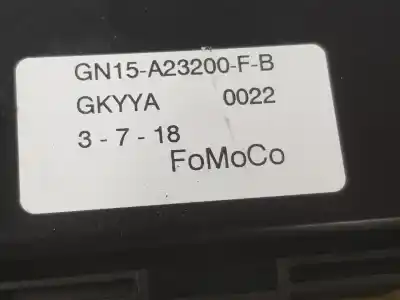 GN15-A23200-F-B
GKYYA 0022
3 - 7 - 18
FoMoCo